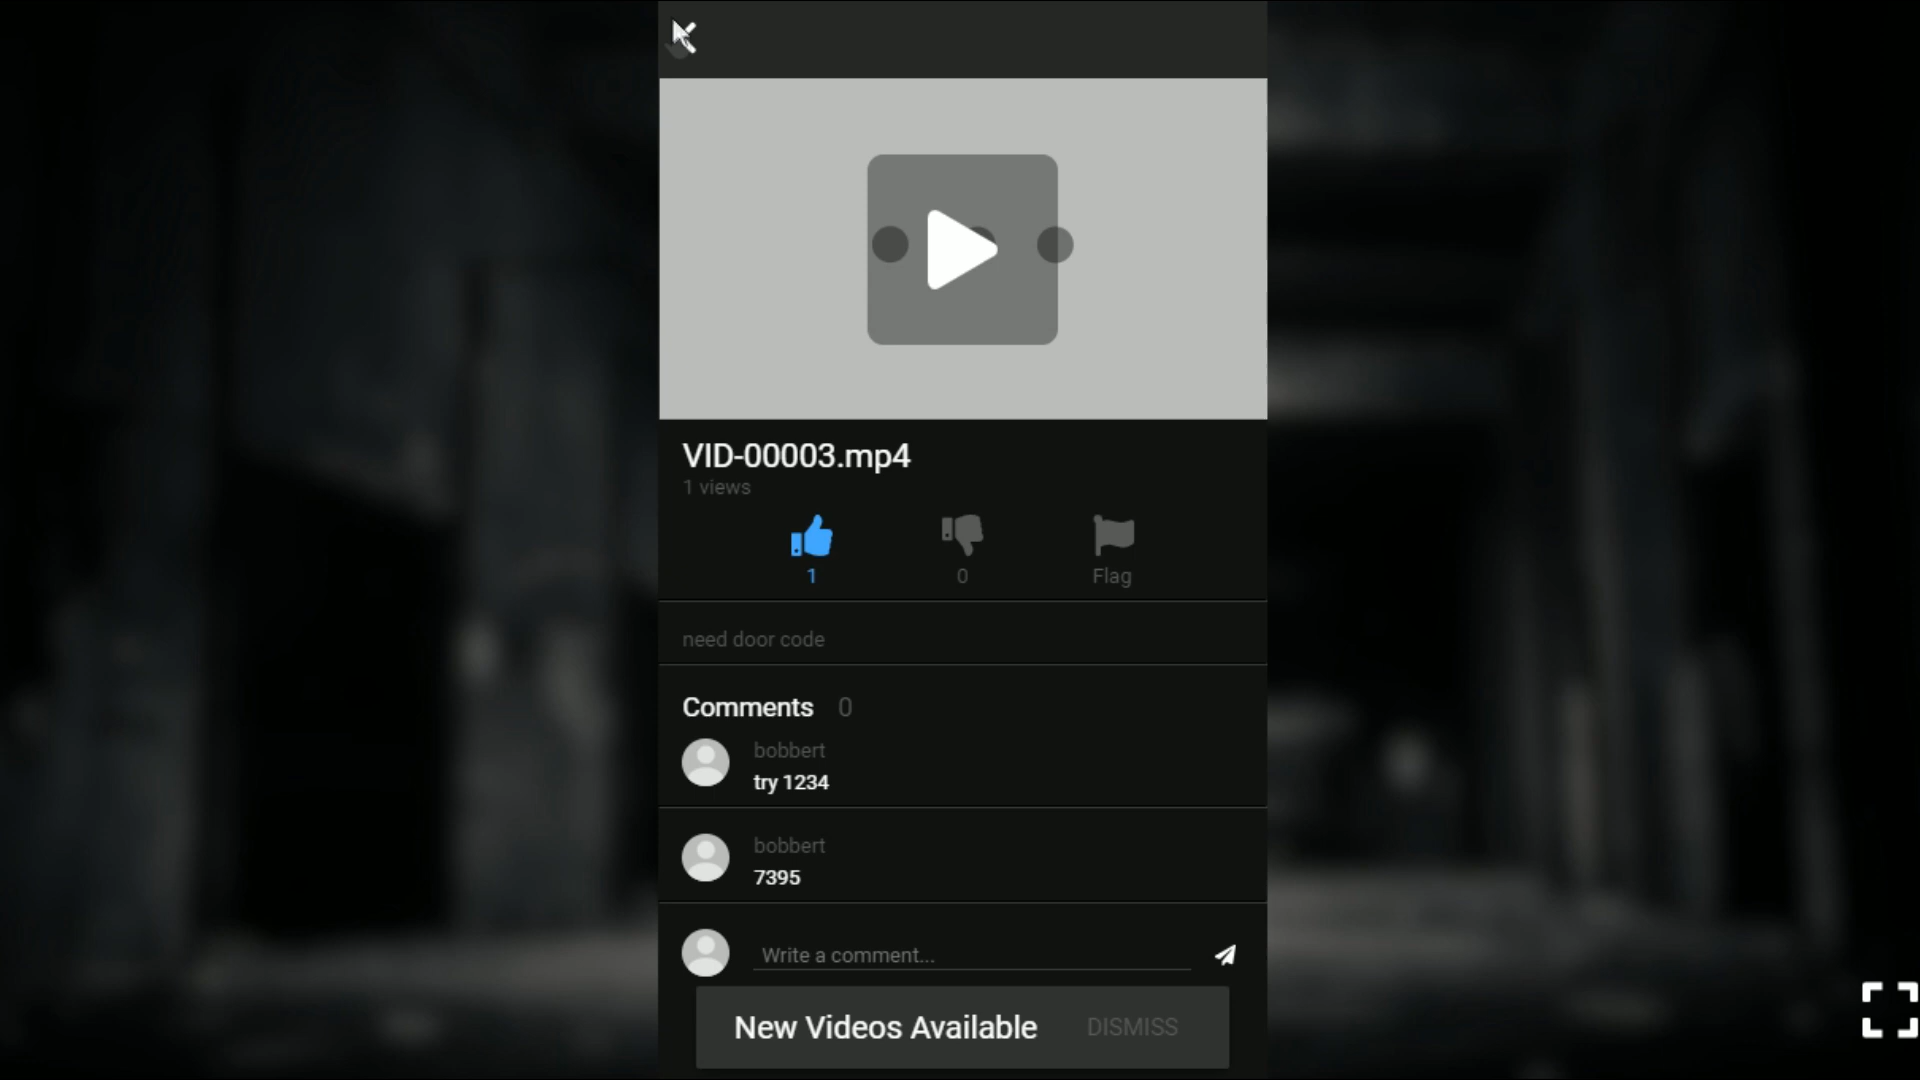 VID-00003.mp4
1 views
1
0
Flag
need door code
Comments 0
bobbert
try 1234
bobbert
7395
Write a comment...
New Videos Available DISMISS